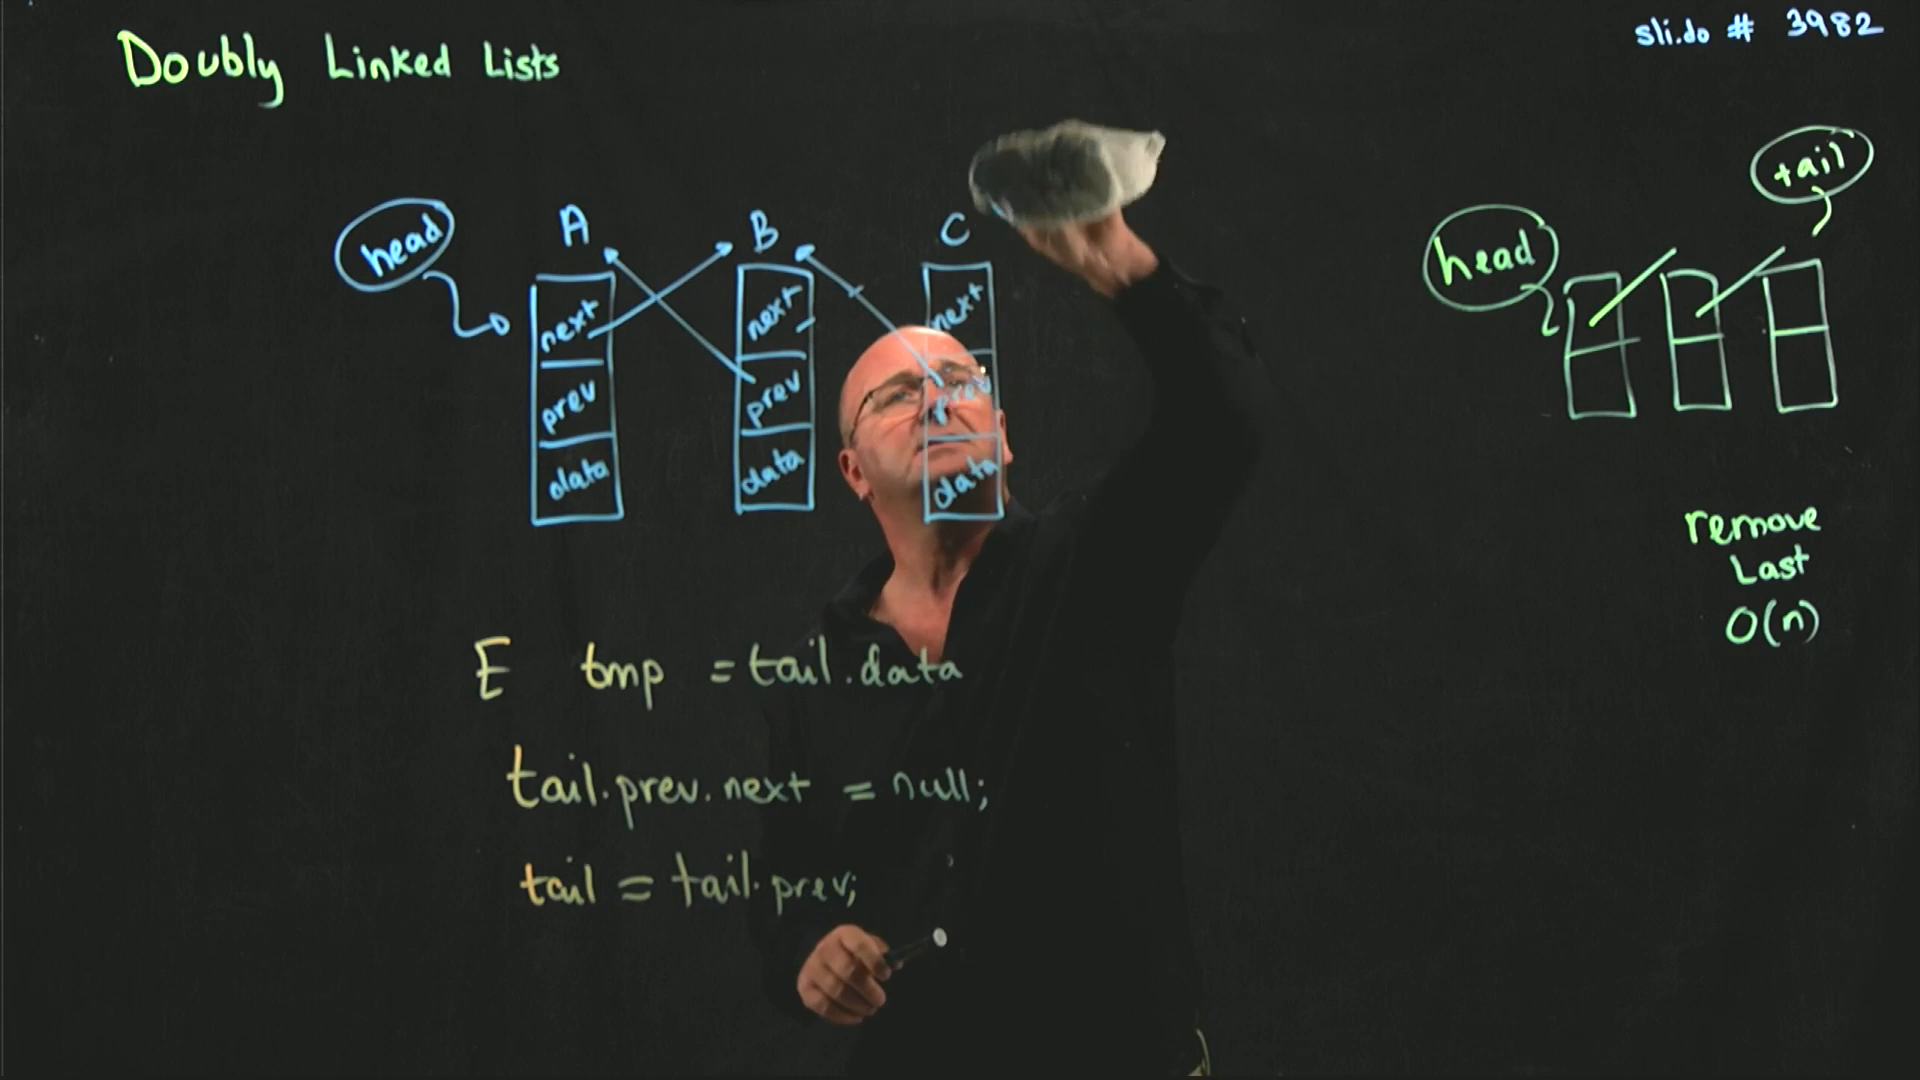 Doubly Linked Lists
sli.do # 3982
head
A
B
C
next
next
next
prev
prev
prev
data
data
data
head
tail
remove
Last
O(n)
E tmp = tail.data
tail.prev.next = null;
tail = tail.prev;